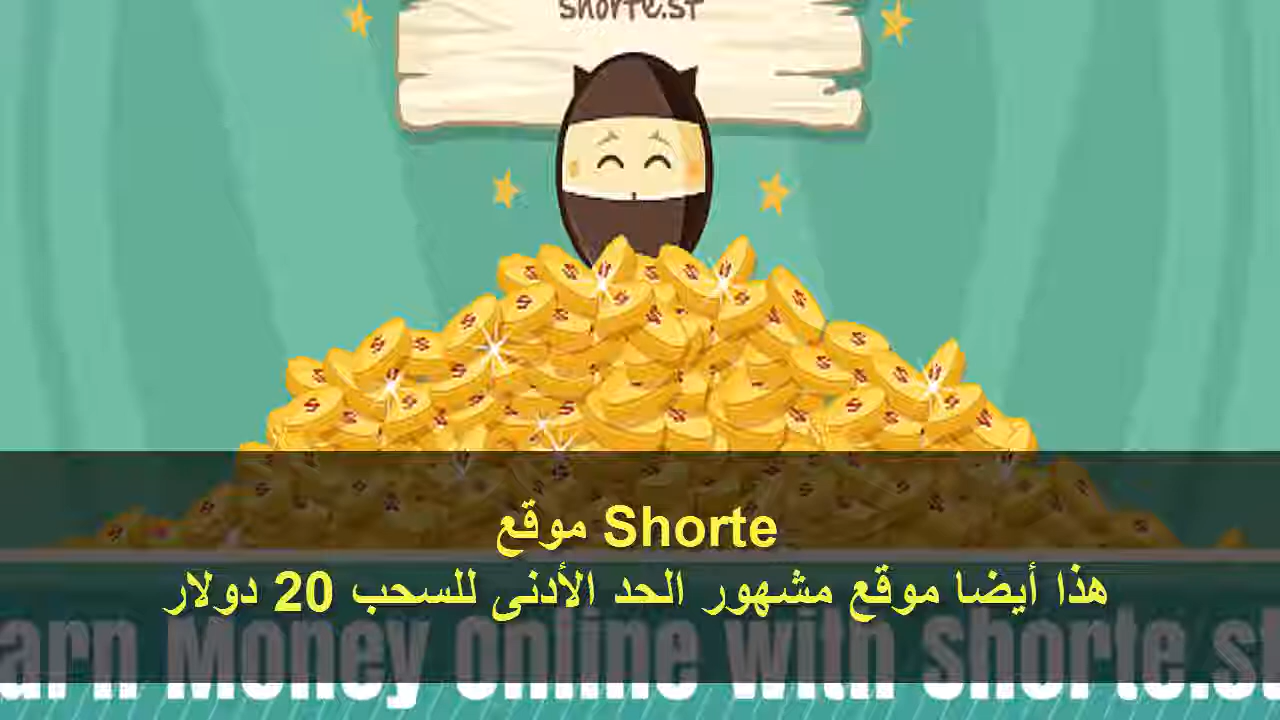 shorte.st
موقع Shorte
هذا أيضا موقع مشهور الحد الأدنى للسحب 20 دولار
arn Money online with shorte.st